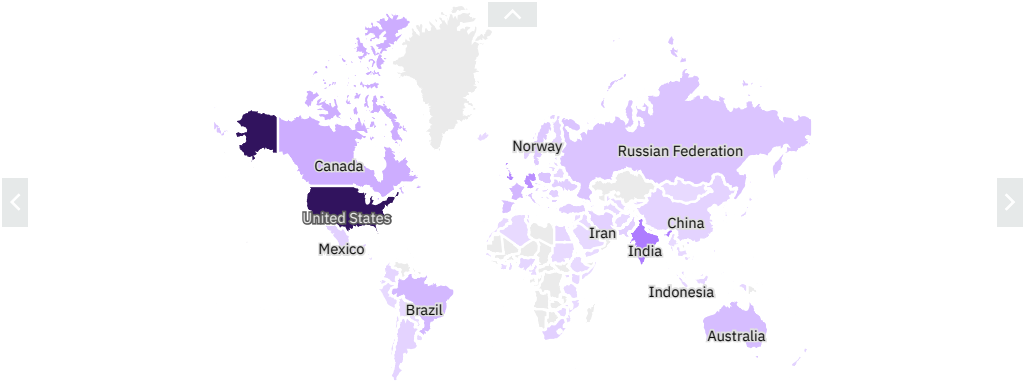 Norway
Russian Federation
Canada
United States
China
Iran
Mexico
India
Indonesia
Brazil
Australia